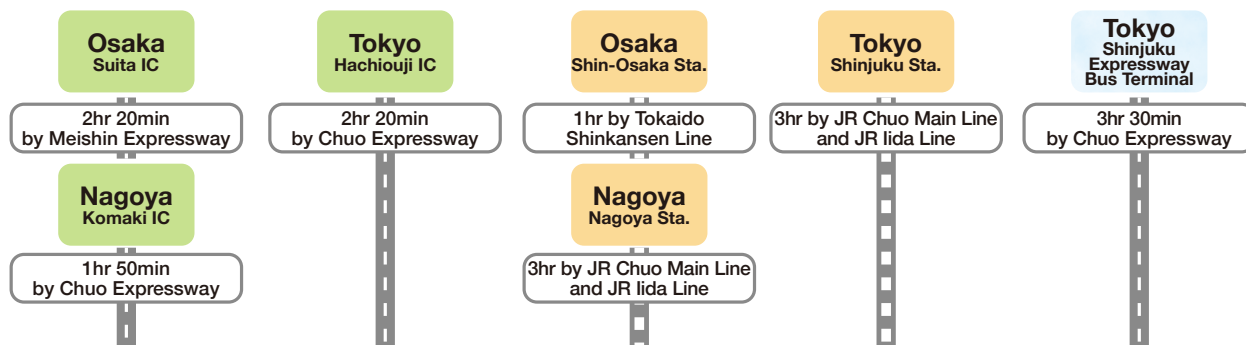 Osaka
Suita IC
2hr 20min
by Meishin Expressway
Nagoya
Komaki IC
1hr 50min
by Chuo Expressway
Tokyo
Hachiouji IC
2hr 20min
by Chuo Expressway
Osaka
Shin-Osaka Sta.
1hr by Tokaido
Shinkansen Line
Nagoya
Nagoya Sta.
3hr by JR Chuo Main Line
and JR Iida Line
Tokyo
Shinjuku Sta.
3hr by JR Chuo Main Line
and JR Iida Line
Tokyo
Shinjuku
Expressway
Bus Terminal
3hr 30min
by Chuo Expressway